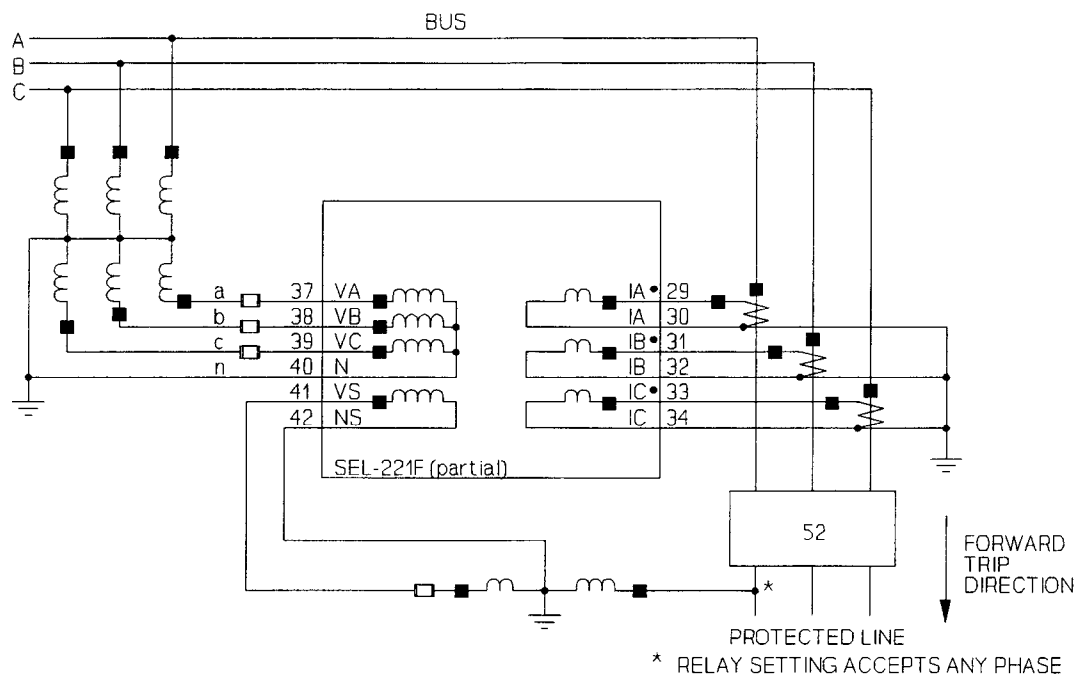 BUS
A
B
C
a 37 VA IA• 29
b 38 VB IA 30
c 39 VC IB• 31
n 40 N IB 32
41 VS IC• 33
42 NS IC 34
SEL-221F (partial)
52
FORWARD
TRIP
DIRECTION
*
PROTECTED LINE
* RELAY SETTING ACCEPTS ANY PHASE